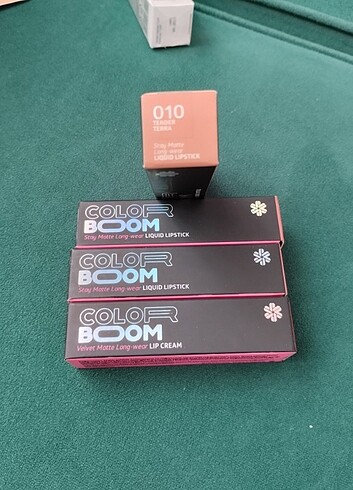 010
TENDER
TERRA
Stay Matte
Long-wear
LIQUID LIPSTICK
COLOR
BOOM
Stay Matte Long-wear LIQUID LIPSTICK
COLOR
BOOM
Stay Matte Long-wear LIQUID LIPSTICK
COLOR
BOOM
Velvet Matte Long-wear LIP CREAM